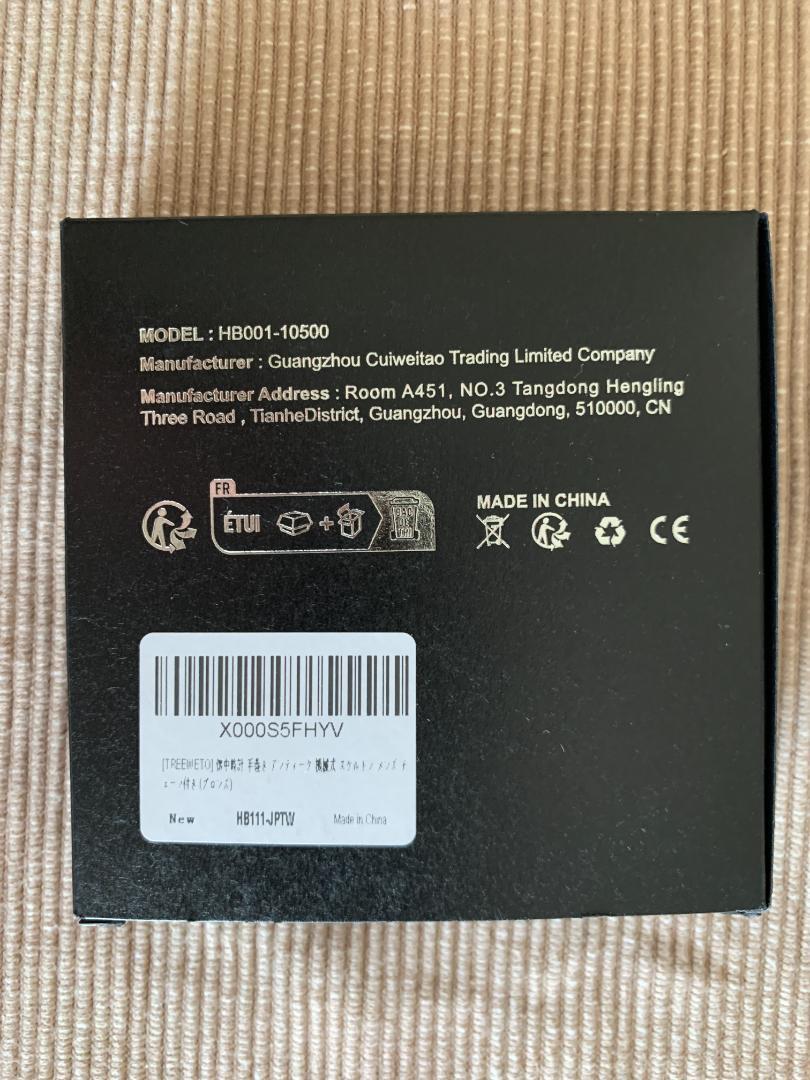 MODEL : HB001-10500
Manufacturer : Guangzhou Cuiweitao Trading Limited Company
Manufacturer Address : Room A451, NO.3 Tangdong Hengling
Three Road , TianheDistrict, Guangzhou, Guangdong, 510000, CN
FR
ÉTUI
+
BAC
DE
TRI
MADE IN CHINA
CE
X000S5FHYV
[TREEWETO] 懐中時計 手巻き アンティーク 機械式 スケルトン メンズ チ
ェーン付き (ブロンズ)
New HB111-JPTW Made in China